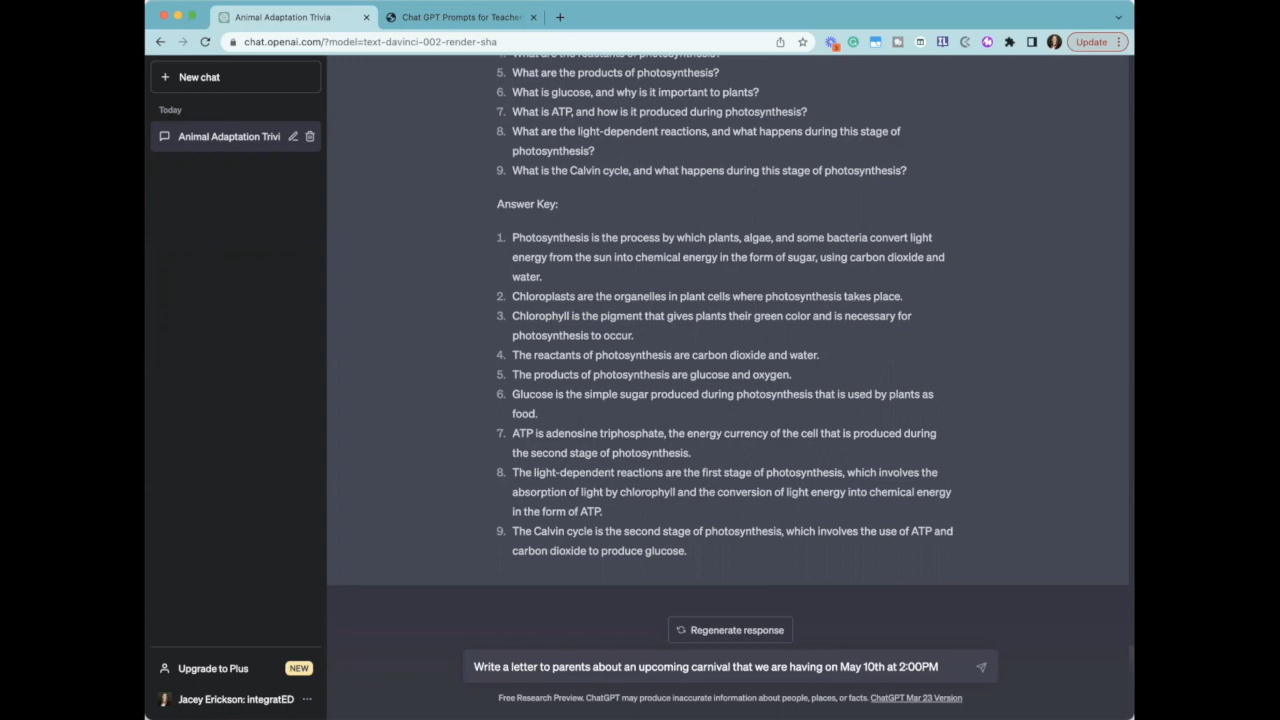 Animal Adaptation Trivia
Chat GPT Prompts for Teacher
chat.openai.com/?model=text-davinci-002-render-sha
Update
New chat
Today
Animal Adaptation Trivi
4. What are the reactants of photosynthesis?
5. What are the products of photosynthesis?
6. What is glucose, and why is it important to plants?
7. What is ATP, and how is it produced during photosynthesis?
8. What are the light-dependent reactions, and what happens during this stage of
photosynthesis?
9. What is the Calvin cycle, and what happens during this stage of photosynthesis?
Answer Key:
1. Photosynthesis is the process by which plants, algae, and some bacteria convert light
energy from the sun into chemical energy in the form of sugar, using carbon dioxide and
water.
2. Chloroplasts are the organelles in plant cells where photosynthesis takes place.
3. Chlorophyll is the pigment that gives plants their green color and is necessary for
photosynthesis to occur.
4. The reactants of photosynthesis are carbon dioxide and water.
5. The products of photosynthesis are glucose and oxygen.
6. Glucose is the simple sugar produced during photosynthesis that is used by plants as
food.
7. ATP is adenosine triphosphate, the energy currency of the cell that is produced during
the second stage of photosynthesis.
8. The light-dependent reactions are the first stage of photosynthesis, which involves the
absorption of light by chlorophyll and the conversion of light energy into chemical energy
in the form of ATP.
9. The Calvin cycle is the second stage of photosynthesis, which involves the use of ATP and
carbon dioxide to produce glucose.
Regenerate response
Write a letter to parents about an upcoming carnival that we are having on May 10th at 2:00PM
Free Research Preview. ChatGPT may produce inaccurate information about people, places, or facts. ChatGPT Mar 23 Version
Upgrade to Plus
NEW
Jacey Erickson: integratED